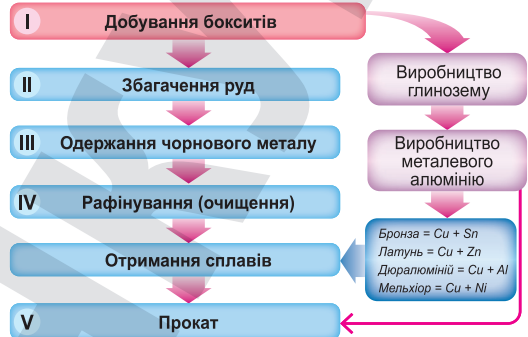 I Добування бокситів
II Збагачення руд
III Одержання чорнового металу
IV Рафінування (очищення)
Отримання сплавів
V Прокат
Виробництво
глинозему
Виробництво
металевого
алюмінію
Бронза = Cu + Sn
Латунь = Cu + Zn
Дюралюміній = Cu + Al
Мельхіор = Cu + Ni